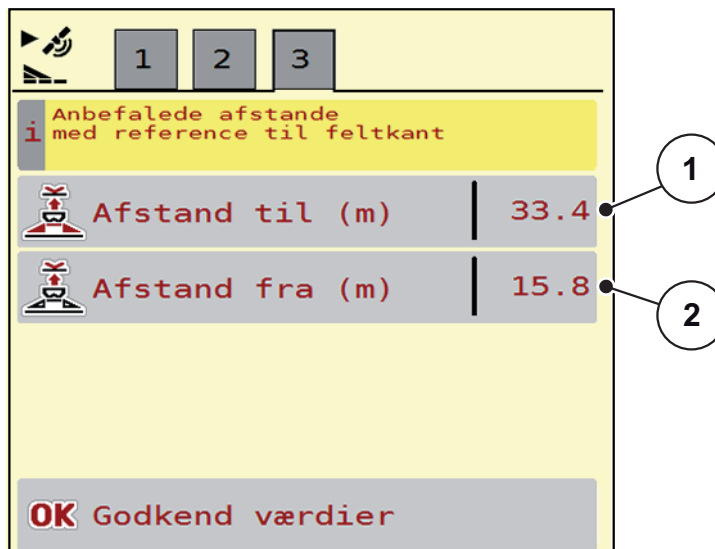 1 2 3
i Anbefalede afstande
med reference til feltkant
Afstand til (m) 33.4
1
Afstand fra (m) 15.8
2
OK Godkend værdier